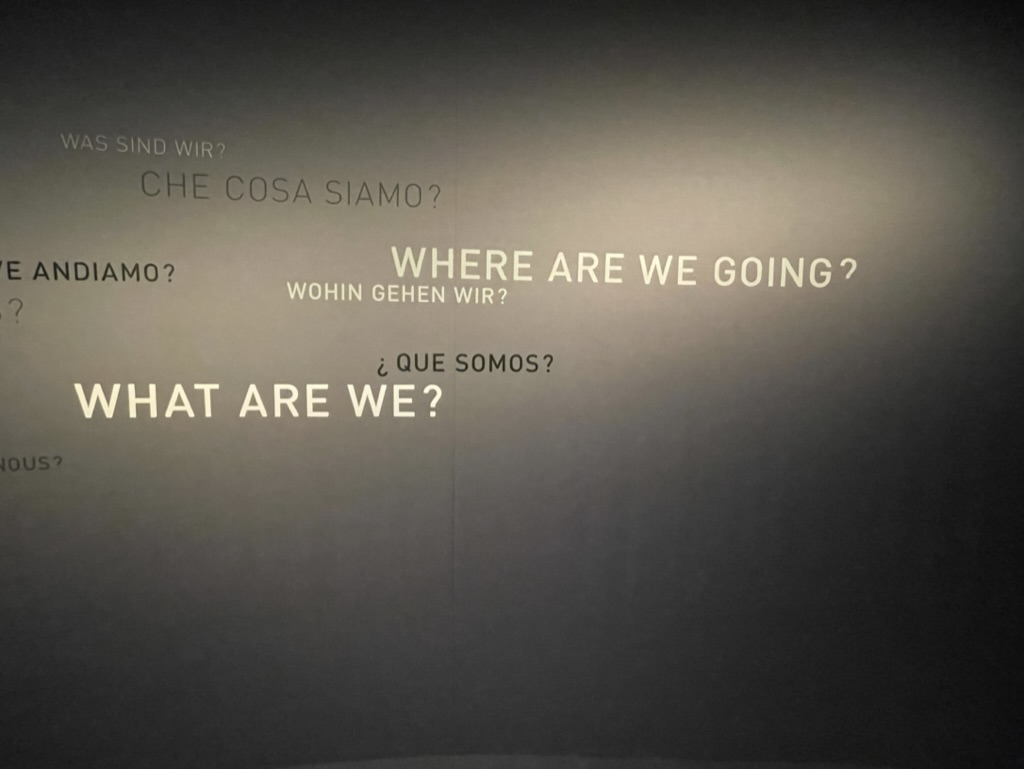 WAS SIND WIR?
CHE COSA SIAMO?
WHERE ARE WE GOING?
ANDIAMO?
WOHIN GEHEN WIR?
?
¿ QUE SOMOS?
WHAT ARE WE?
NOUS?